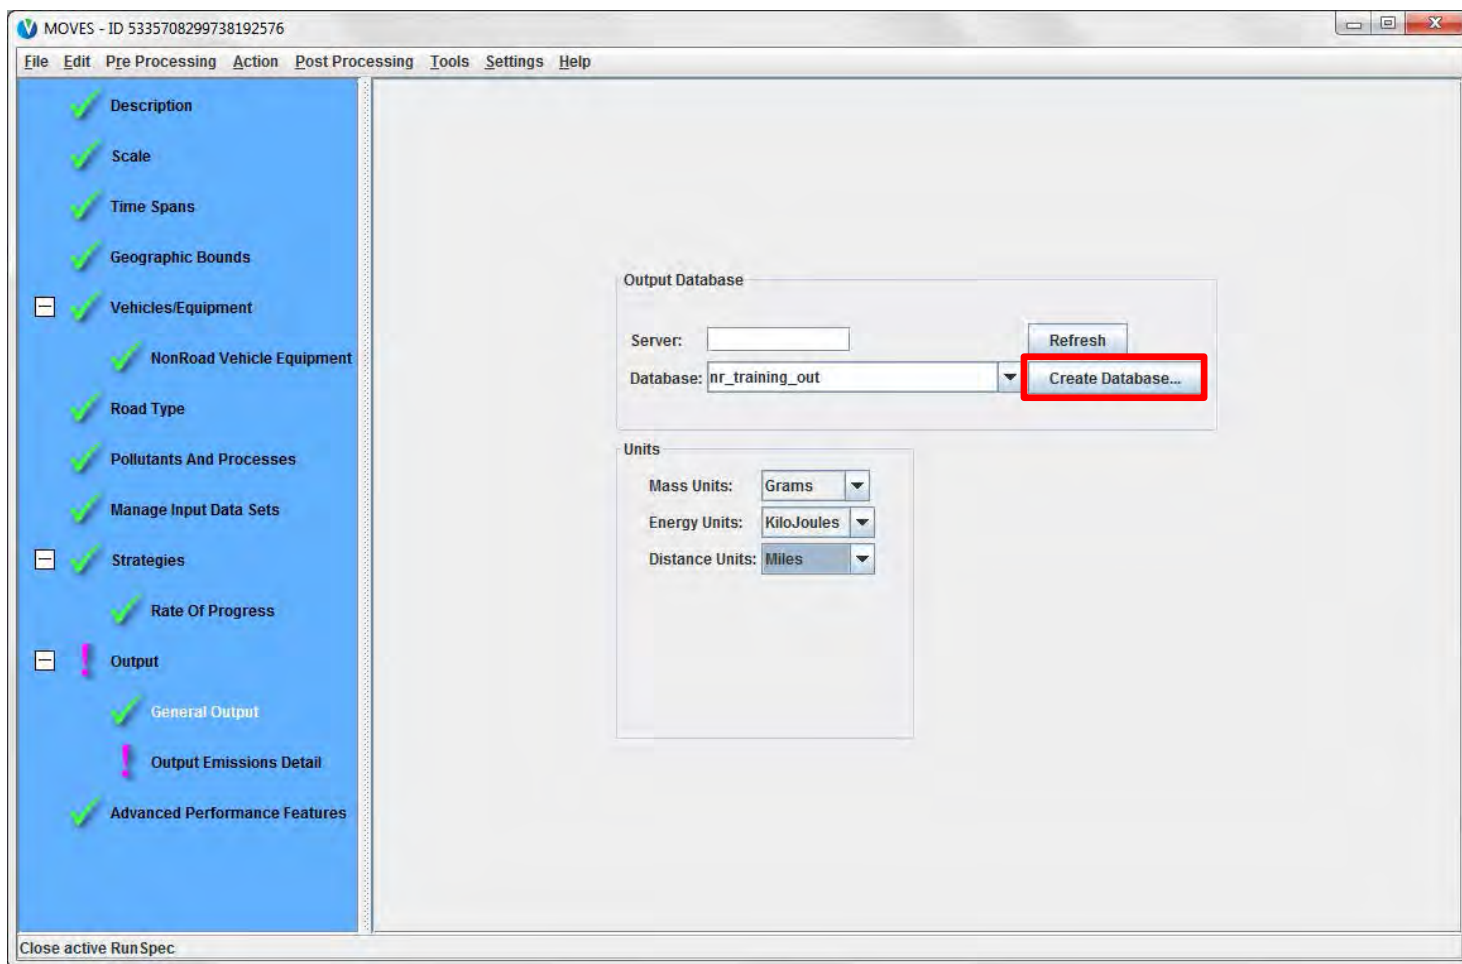 MOVES - ID 5335708299738192576
File Edit Pre Processing Action Post Processing Tools Settings Help
Description
Scale
Time Spans
Geographic Bounds
Vehicles/Equipment
NonRoad Vehicle Equipment
Road Type
Pollutants And Processes
Manage Input Data Sets
Strategies
Rate Of Progress
Output
General Output
Output Emissions Detail
Advanced Performance Features
Output Database
Server: Refresh
Database: nr_training_out Create Database...
Units
Mass Units: Grams
Energy Units: KiloJoules
Distance Units: Miles
Close active RunSpec